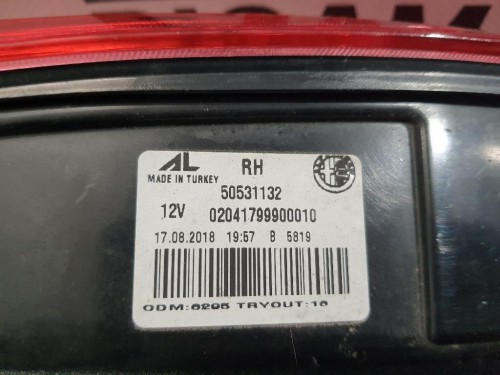 AL RH
MADE IN TURKEY
50531132
12V 02041799900010
17.08.2018 19:57 B 5819
ODM:6295 TRYOUT:16